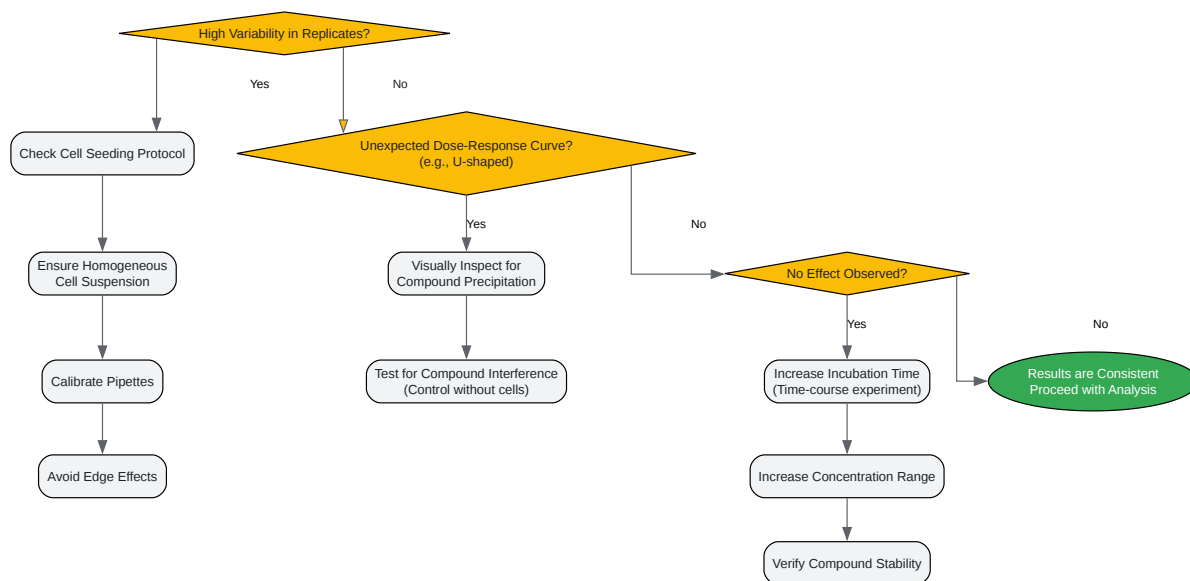 High Variability in Replicates?
Yes
No
Unexpected Dose-Response Curve?
(e.g., U-shaped)
Check Cell Seeding Protocol
Yes
No
Ensure Homogeneous
Cell Suspension
Visually Inspect for
Compound Precipitation
No Effect Observed?
Yes
No
Calibrate Pipettes
Test for Compound Interference
(Control without cells)
Increase Incubation Time
(Time-course experiment)
Results are Consistent
Proceed with Analysis
Avoid Edge Effects
Increase Concentration Range
Verify Compound Stability